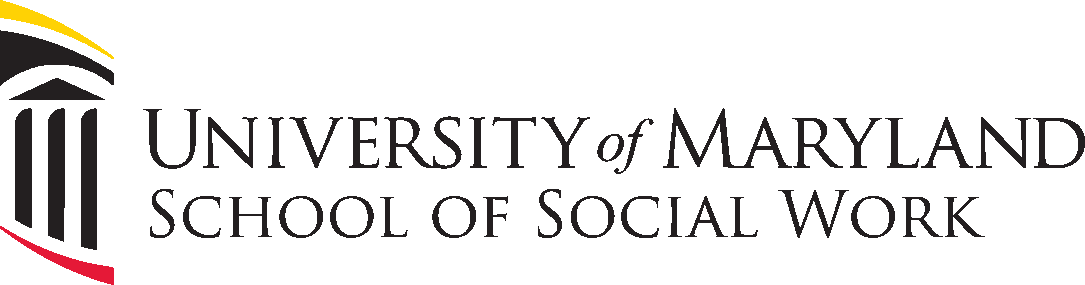 UNIVERSITY of MARYLAND
SCHOOL OF SOCIAL WORK